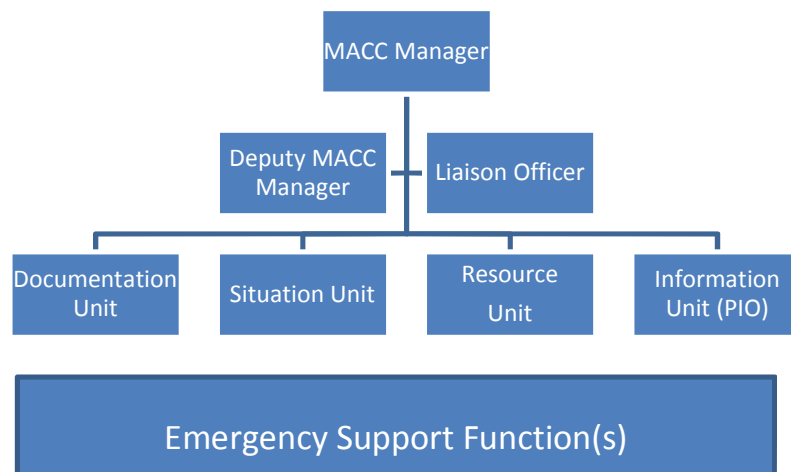 MACC Manager
Deputy MACC
Manager
Liaison Officer
Documentation
Unit
Situation Unit
Resource
Unit
Information
Unit (PIO)
Emergency Support Function(s)